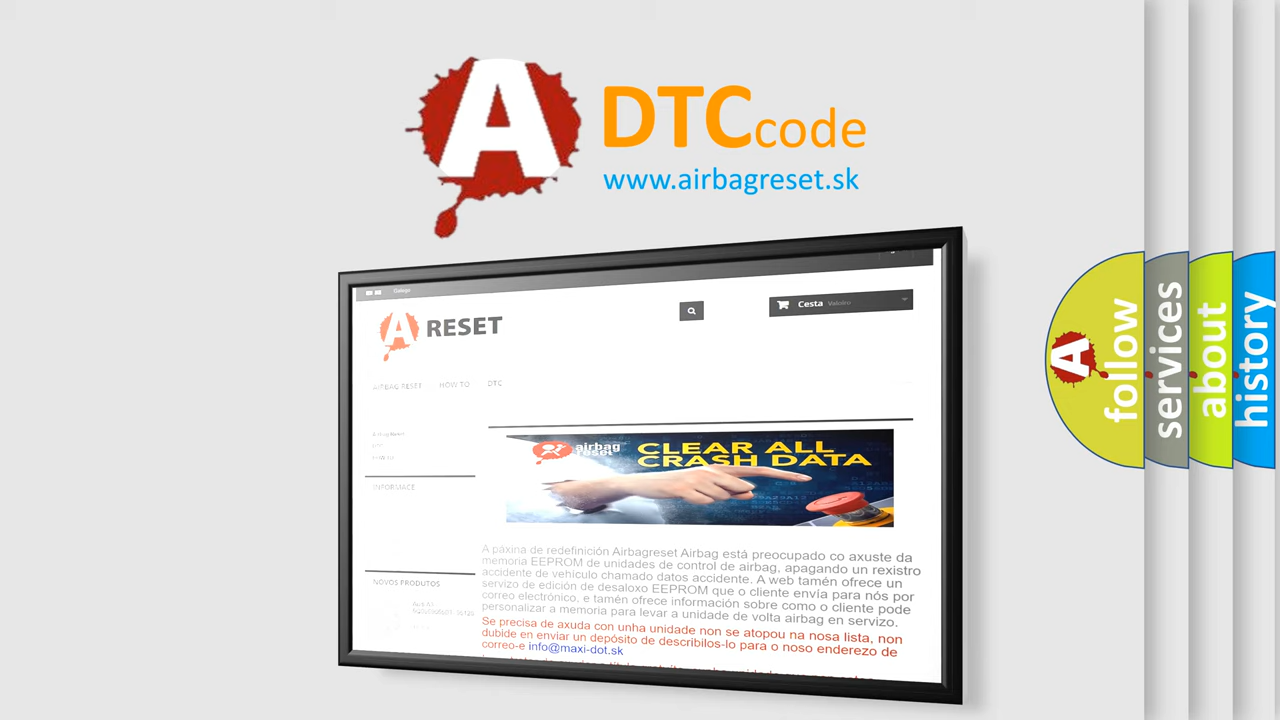 A DTCcode
www.airbagreset.sk
Galego
A RESET
Cesta Valeiro
AIRBAG RESET HOW TO DTC
INFORMACE
airbag
reset
CLEAR ALL
CRASH DATA
NOVOS PRODUTOS
A páxina de redefinición Airbagreset Airbag está preocupado co axuste da
memoria EEPROM de unidades de control de airbag, apagando un rexistro
accidente de vehículo chamado datos accidente. A web tamén ofrece un
servizo de edición de desaloxo EEPROM que o cliente envía para nós por
correo electrónico, e tamén ofrece información sobre como o cliente pode
personalizar a memoria para levar a unidade de volta airbag en servizo.
Se precisa de axuda con unha unidade non se atopou na nosa lista, non
dubide en enviar un depósito de describilos-lo para o noso enderezo de
correo-e info@maxi-dot.sk
A follow
services
about
history